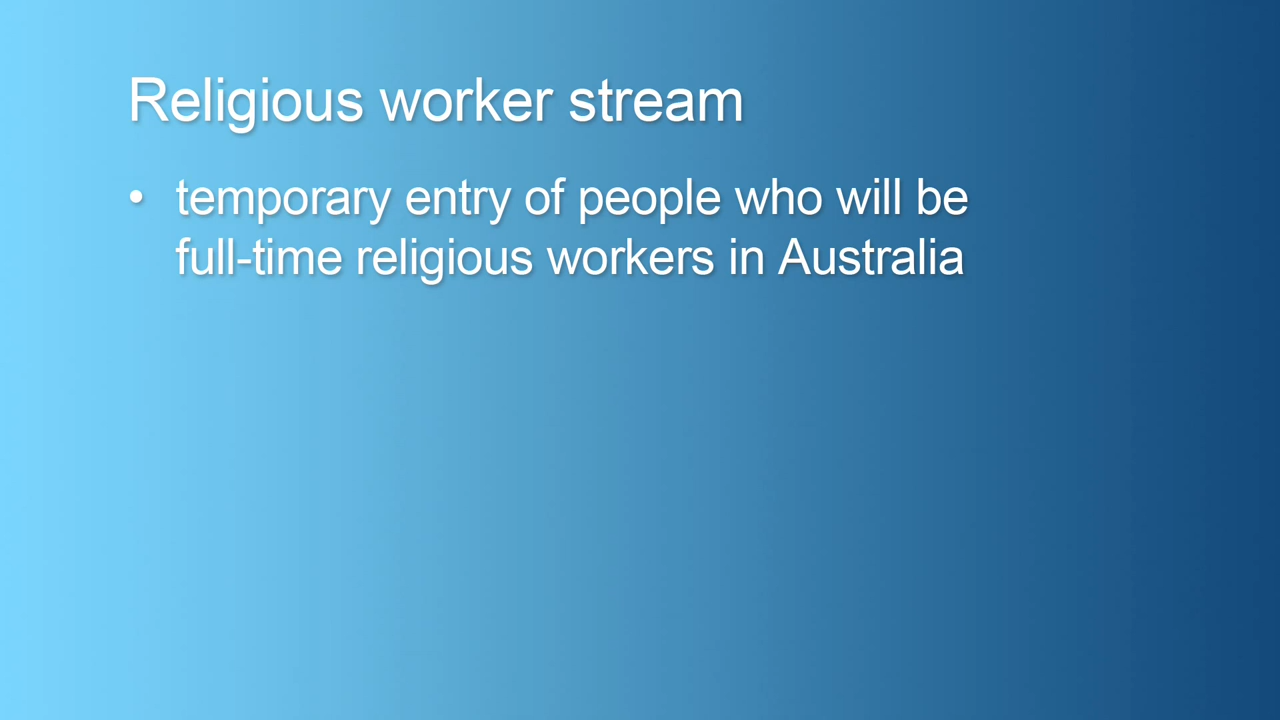 Religious worker stream
• temporary entry of people who will be
full-time religious workers in Australia